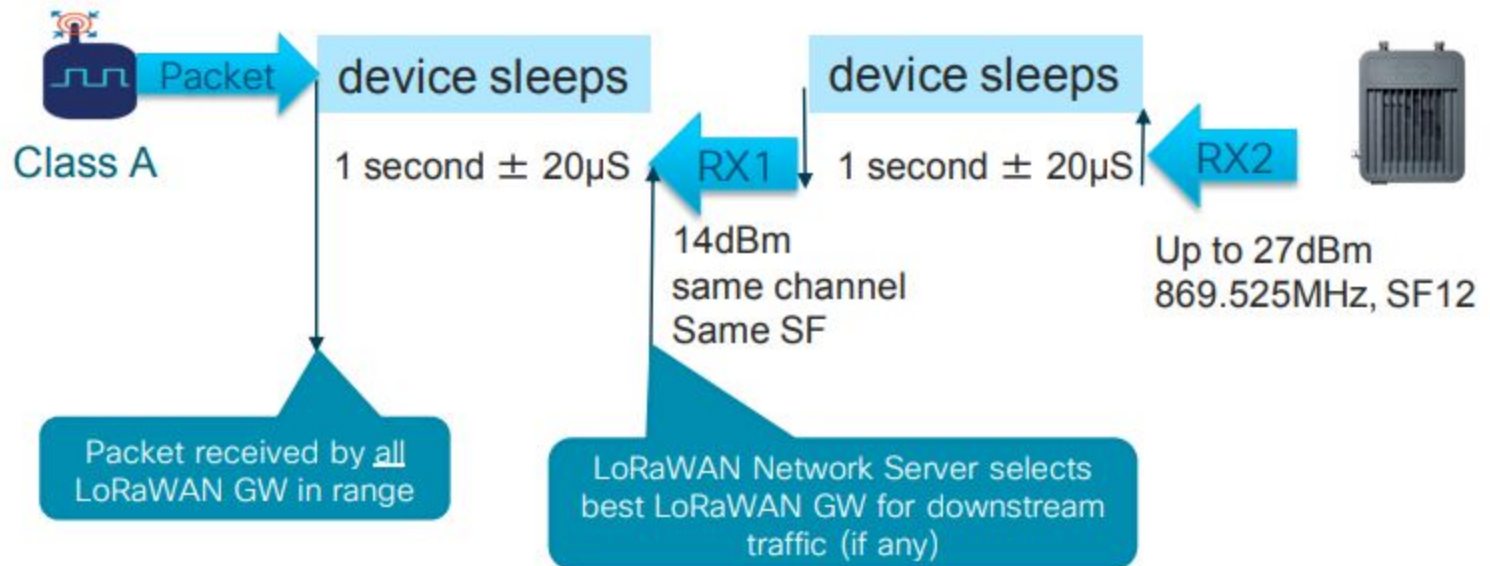 Packet
device sleeps
device sleeps
Class A
1 second ± 20µS
RX1
1 second ± 20µS
RX2
14dBm
same channel
Same SF
Up to 27dBm
869.525MHz, SF12
Packet received by all
LoRaWAN GW in range
LoRaWAN Network Server selects
best LoRaWAN GW for downstream
traffic (if any)